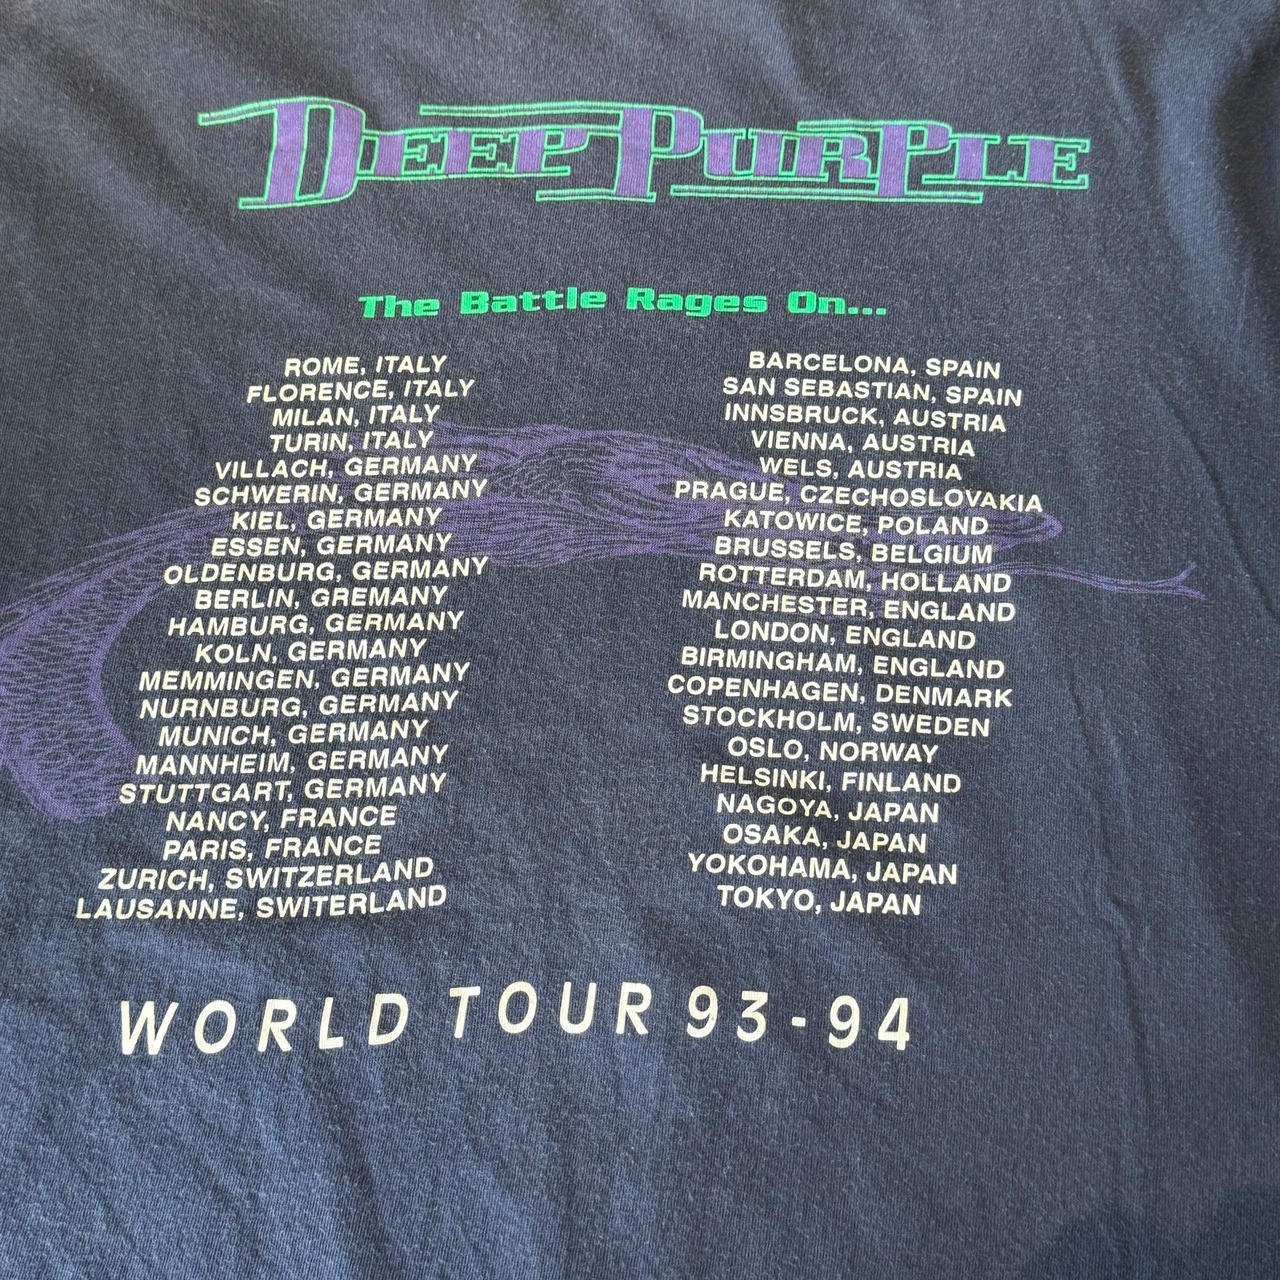 DEEP PURPLE
The Battle Rages On...
ROME, ITALY
FLORENCE, ITALY
MILAN, ITALY
TURIN, ITALY
VILLACH, GERMANY
SCHWERIN, GERMANY
KIEL, GERMANY
ESSEN, GERMANY
OLDENBURG, GERMANY
BERLIN, GREMANY
HAMBURG, GERMANY
KOLN, GERMANY
MEMMINGEN, GERMANY
NURNBURG, GERMANY
MUNICH, GERMANY
MANNHEIM, GERMANY
STUTTGART, GERMANY
NANCY, FRANCE
PARIS, FRANCE
ZURICH, SWITZERLAND
LAUSANNE, SWITERLAND
BARCELONA, SPAIN
SAN SEBASTIAN, SPAIN
INNSBRUCK, AUSTRIA
VIENNA, AUSTRIA
WELS, AUSTRIA
PRAGUE, CZECHOSLOVAKIA
KATOWICE, POLAND
BRUSSELS, BELGIUM
ROTTERDAM, HOLLAND
MANCHESTER, ENGLAND
LONDON, ENGLAND
BIRMINGHAM, ENGLAND
COPENHAGEN, DENMARK
STOCKHOLM, SWEDEN
OSLO, NORWAY
HELSINKI, FINLAND
NAGOYA, JAPAN
OSAKA, JAPAN
YOKOHAMA, JAPAN
TOKYO, JAPAN
WORLD TOUR 93-94